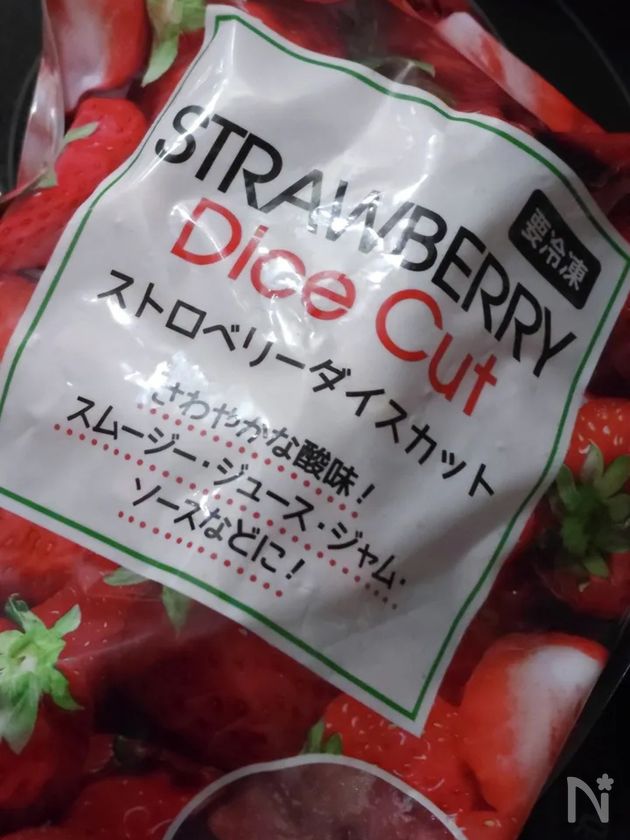 STRAWBERRY
Dice Cut
要冷凍
ストロベリーダイスカット
さわやかな酸味！
スムージー・ジュース・ジャム・
ソースなどに！
N